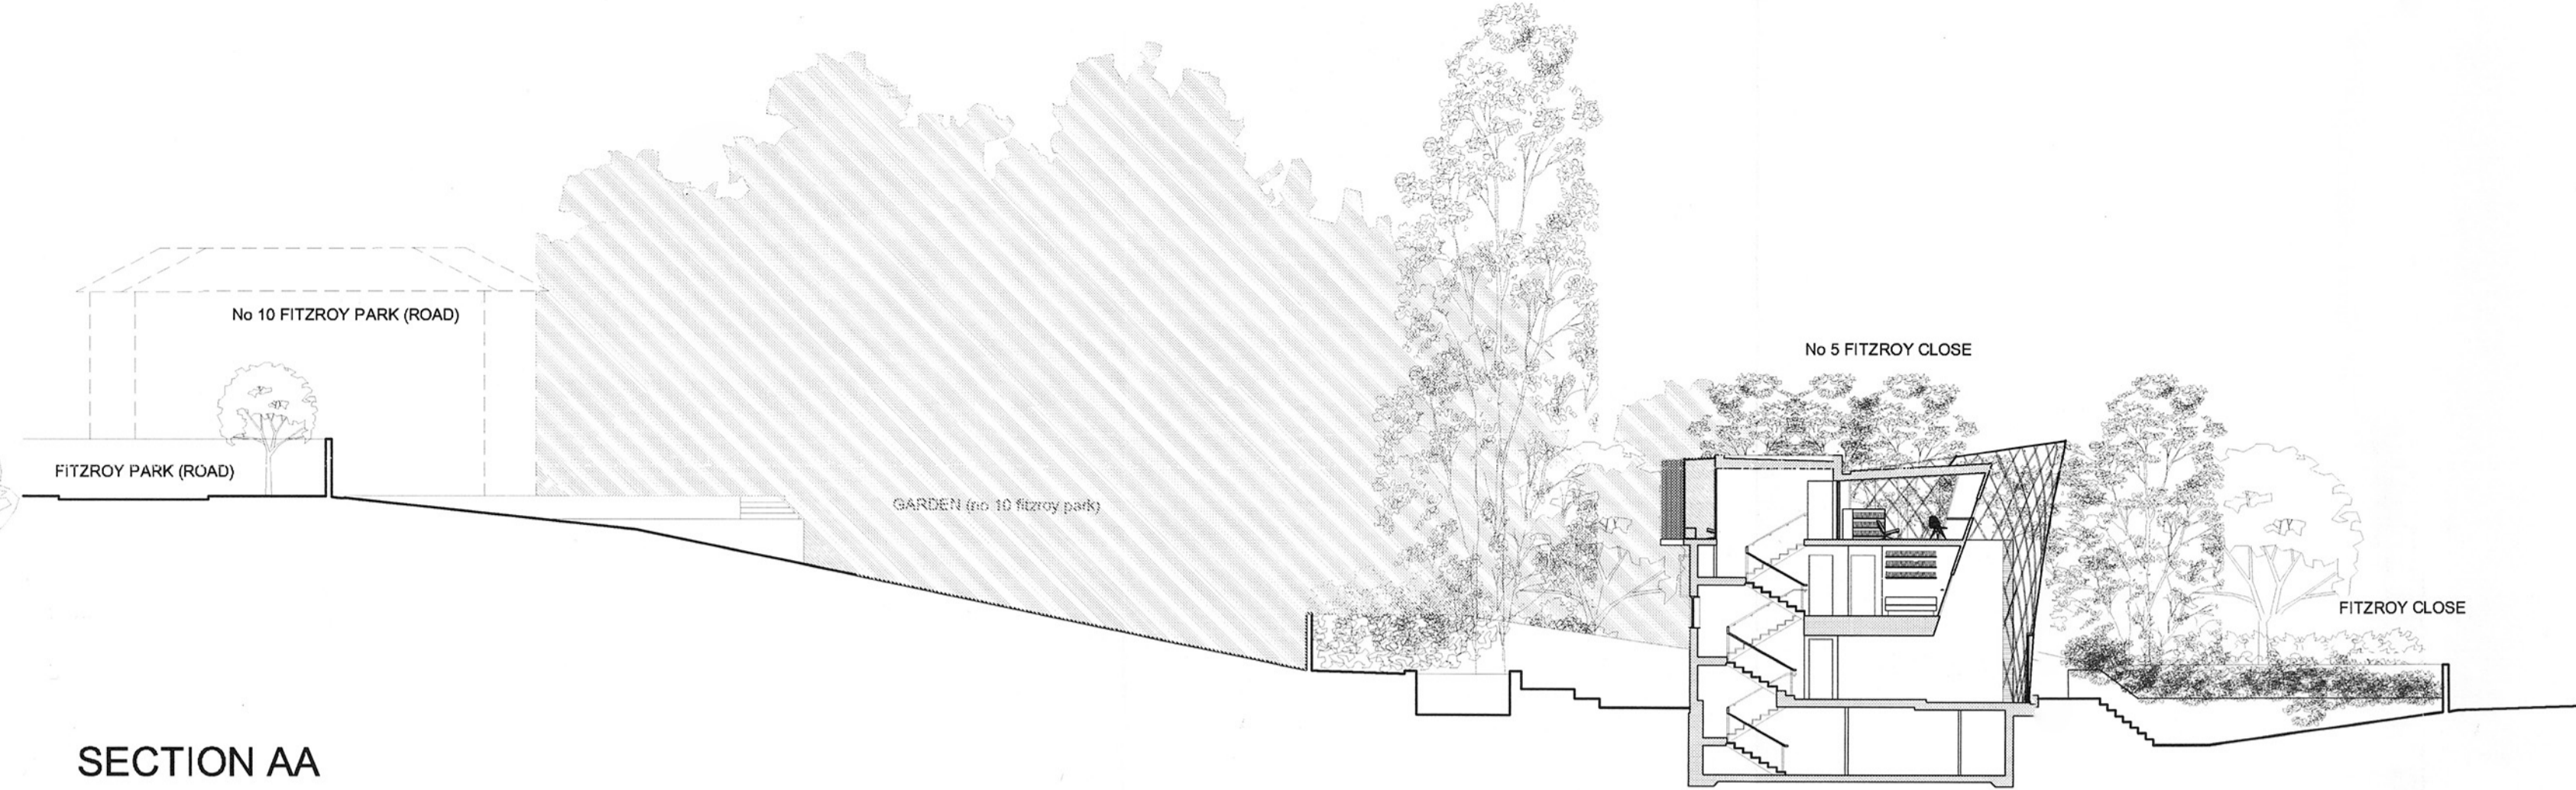 No 10 FITZROY PARK (ROAD)
No 5 FITZROY CLOSE
FITZROY PARK (ROAD)
GARDEN (no 10 fitzroy park)
FITZROY CLOSE
SECTION AA